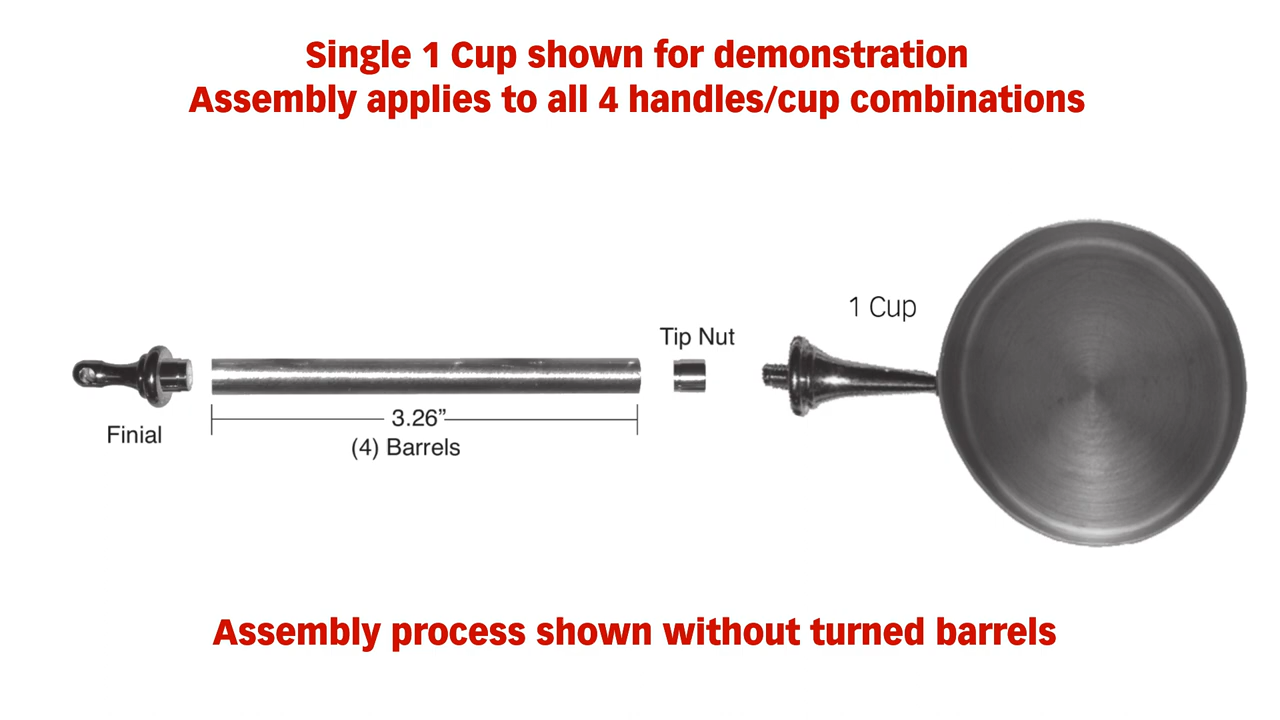 Single 1 Cup shown for demonstration
Assembly applies to all 4 handles/cup combinations
1 Cup
Tip Nut
3.26”
Finial
(4) Barrels
Assembly process shown without turned barrels